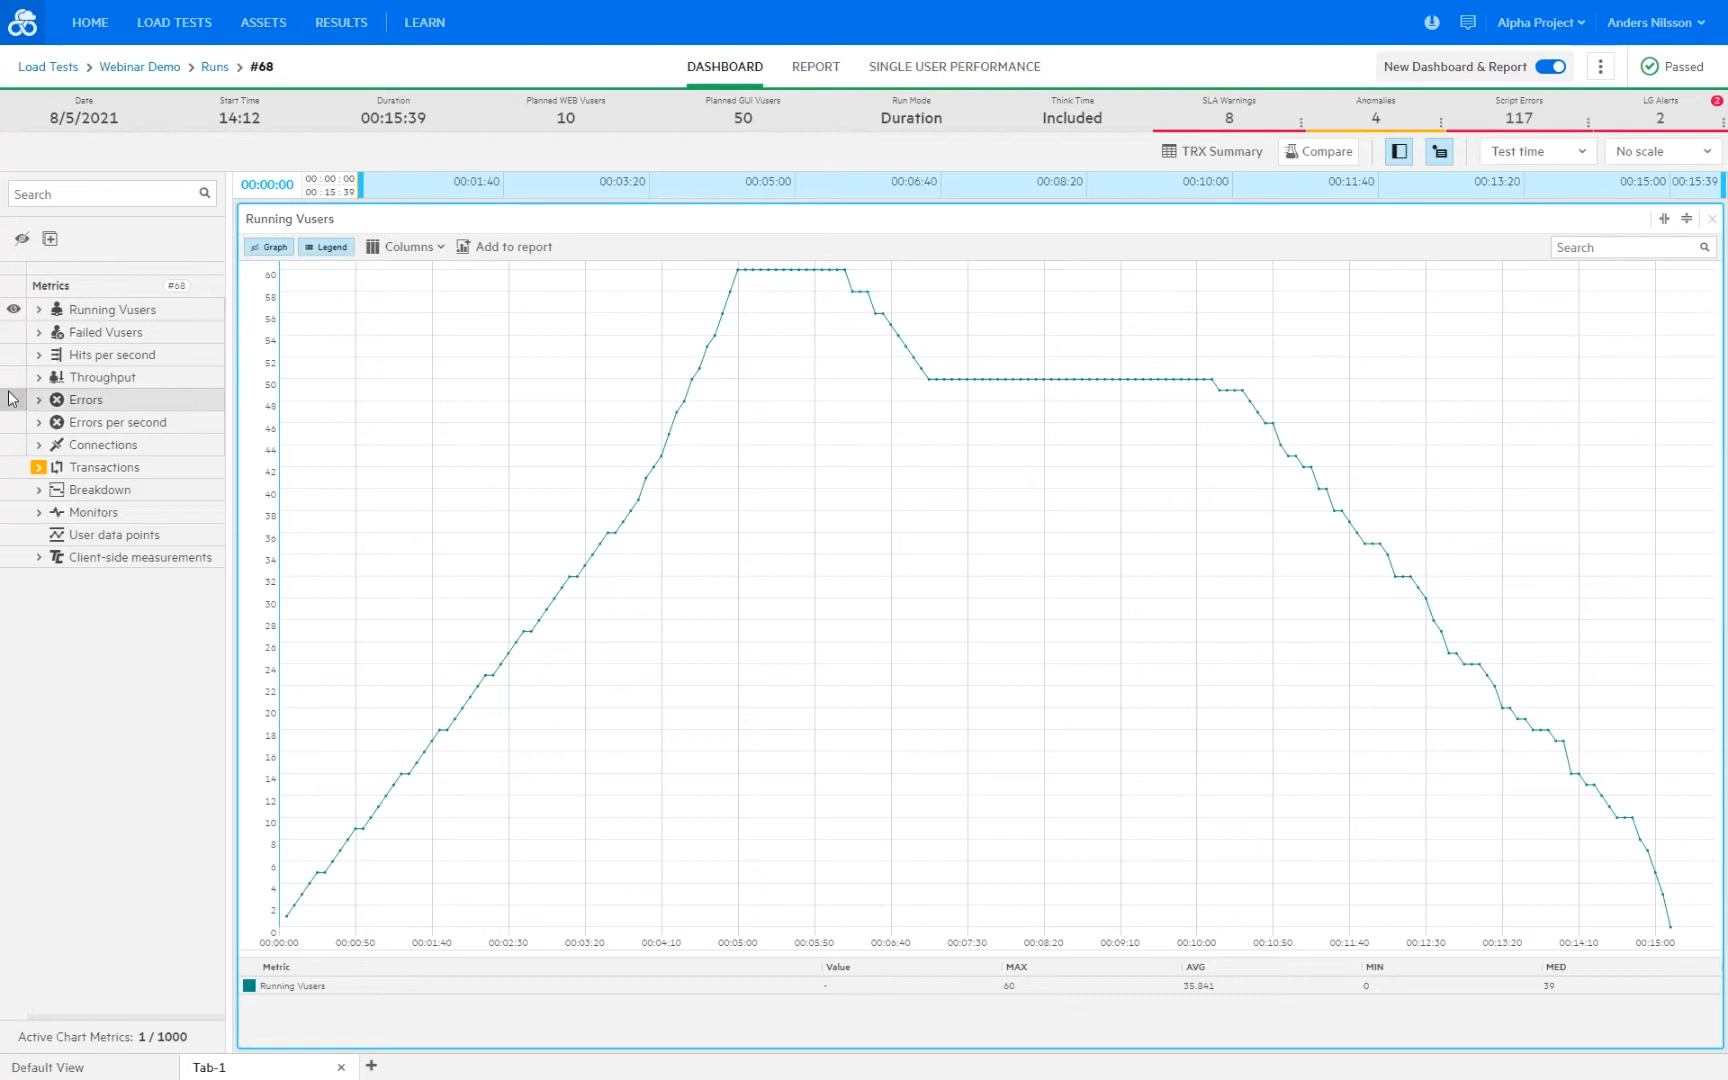 HOME LOAD TESTS ASSETS RESULTS LEARN Alpha Project Anders Nilsson
Load Tests > Webinar Demo > Runs > #68 DASHBOARD REPORT SINGLE USER PERFORMANCE New Dashboard & Report Passed
Date Start Time Duration Planned WEB Vusers Planned GUI Vusers Run Mode Think Time SLA Warnings Anomalies Script Errors LG Alerts 2
8/5/2021 14:12 00:15:39 10 50 Duration Included 8 4 117 2
TRX Summary Compare Test time No scale
Search
00:00:00 00 : 00 : 00 00:01:40 00:03:20 00:05:00 00:06:40 00:08:20 00:10:00 00:11:40 00:13:20 00:15:00 00:15:39
00 : 15 : 39
Running Vusers
Graph Legend Columns Add to report Search
Metrics #68
Running Vusers
Failed Vusers
Hits per second
Throughput
Errors
Errors per second
Connections
Transactions
Breakdown
Monitors
User data points
Client-side measurements
60
58
56
54
52
50
48
46
44
42
40
38
36
34
32
30
28
26
24
22
20
18
16
14
12
10
8
6
4
2
0
00:00:00 00:00:50 00:01:40 00:02:30 00:03:20 00:04:10 00:05:00 00:05:50 00:06:40 00:07:30 00:08:20 00:09:10 00:10:00 00:10:50 00:11:40 00:12:30 00:13:20 00:14:10 00:15:00
Metric Value MAX AVG MIN MED
Running Vusers - 60 35.841 0 39
Active Chart Metrics: 1 / 1000
Default View Tab-1